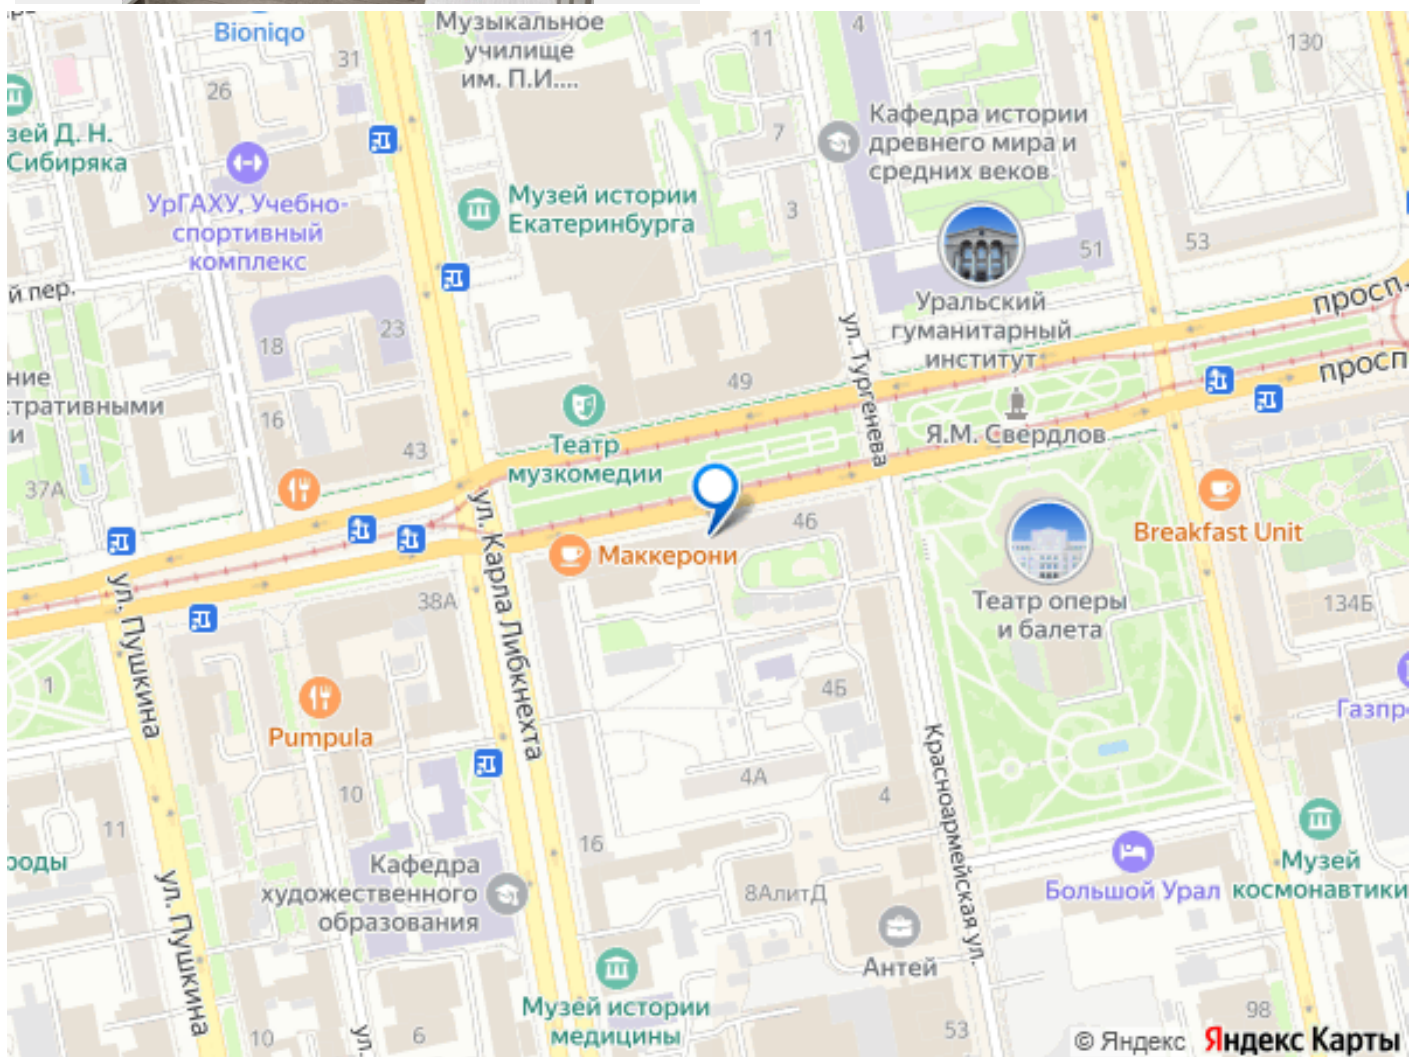 Bioniqo
Музыкальное
училище
им. П.И....
11
4
130
31
26
зей Д. Н.
Сибиряка
7
Кафедра истории
древнего мира и
средних веков
УрГАХУ, Учебно-
спортивный
комплекс
Музей истории
Екатеринбурга
3
51
53
й пер.
Уральский
гуманитарный
институт
просп.
просп
ул. Тургенева
18
23
49
ние
стративными
и
16
43
Театр
музкомедии
Я.М. Свердлов
37А
46
Маккерони
Breakfast Unit
ул. Карла Либкнехта
ул. Пушкина
38А
Театр оперы
и балета
134Б
1
4Б
Газпр
Pumpula
Красноармейская ул.
4А
4
10
11
16
роды
Кафедра
художественного
образования
ул. Пушкина
8АлитД
Большой Урал
Музей
космонавтики
Антей
Музей истории
медицины
10
6
ул.
53
98
© Яндекс Яндекс Карты